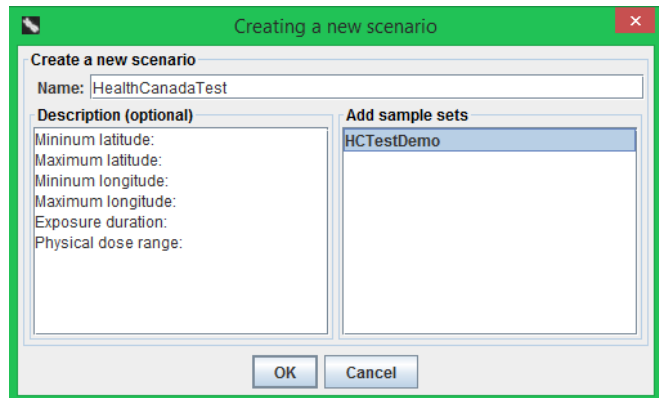 Creating a new scenario
Create a new scenario
Name: HealthCanadaTest
Description (optional)
Mininum latitude:
Maximum latitude:
Mininum longitude:
Maximum longitude:
Exposure duration:
Physical dose range:
Add sample sets
HCTestDemo
OK Cancel